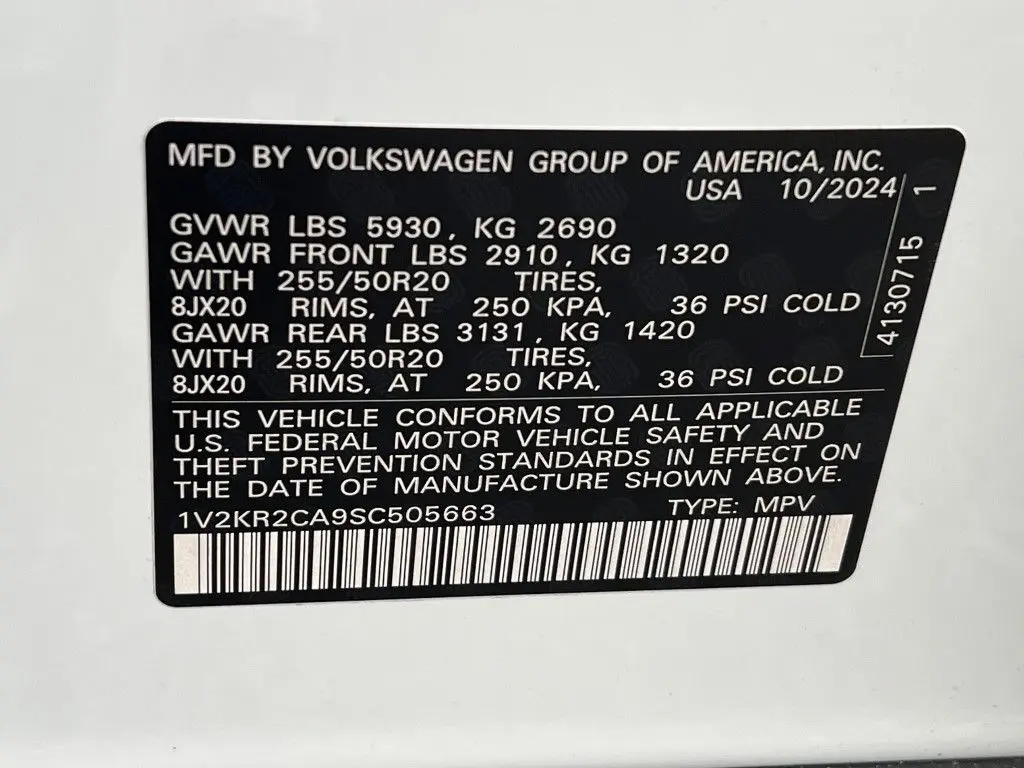 MFD BY VOLKSWAGEN GROUP OF AMERICA, INC.
USA 10/2024
GVWR LBS 5930, KG 2690
GAWR FRONT LBS 2910, KG 1320
WITH 255/50R20 TIRES,
8JX20 RIMS, AT 250 KPA, 36 PSI COLD
GAWR REAR LBS 3131, KG 1420
WITH 255/50R20 TIRES,
8JX20 RIMS, AT 250 KPA, 36 PSI COLD
4130715 1
THIS VEHICLE CONFORMS TO ALL APPLICABLE
U.S. FEDERAL MOTOR VEHICLE SAFETY AND
THEFT PREVENTION STANDARDS IN EFFECT ON
THE DATE OF MANUFACTURE SHOWN ABOVE.
1V2KR2CA9SC505663 TYPE: MPV